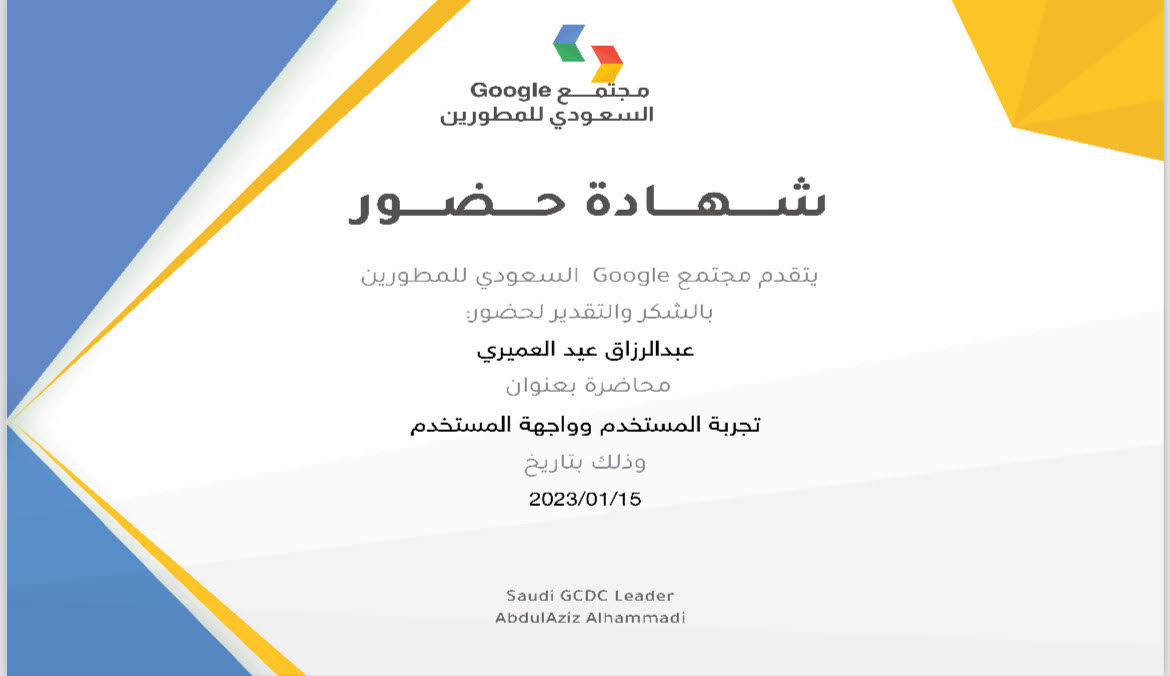 مجتمع Google
السعودي للمطورين
شهادة حضور
يتقدم مجتمع Google السعودي للمطورين
بالشكر والتقدير لحضور:
عبدالرزاق عيد العميري
محاضرة بعنوان
تجربة المستخدم وواجهة المستخدم
وذلك بتاريخ
2023/01/15
Saudi GCDC Leader
AbdulAziz Alhammadi